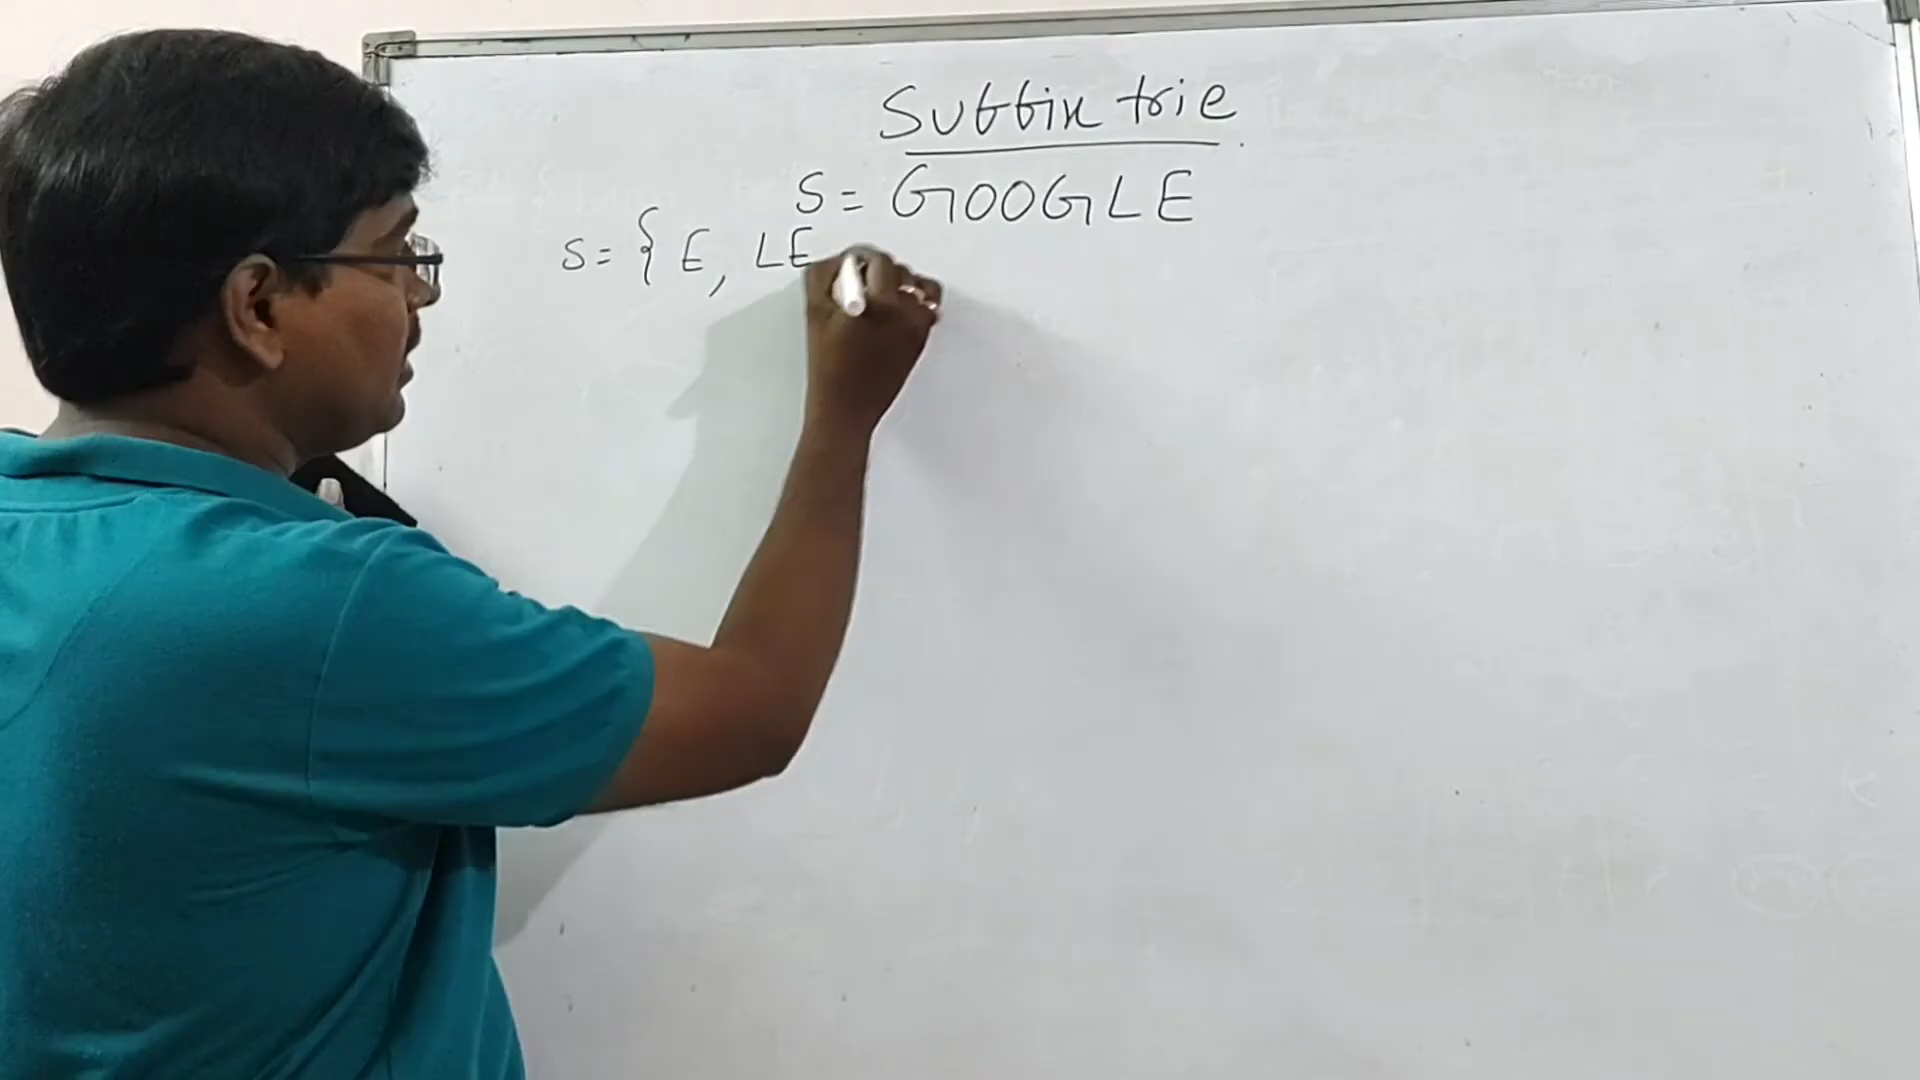 Suffix trie
S = GOOGLE
S = { E, LE